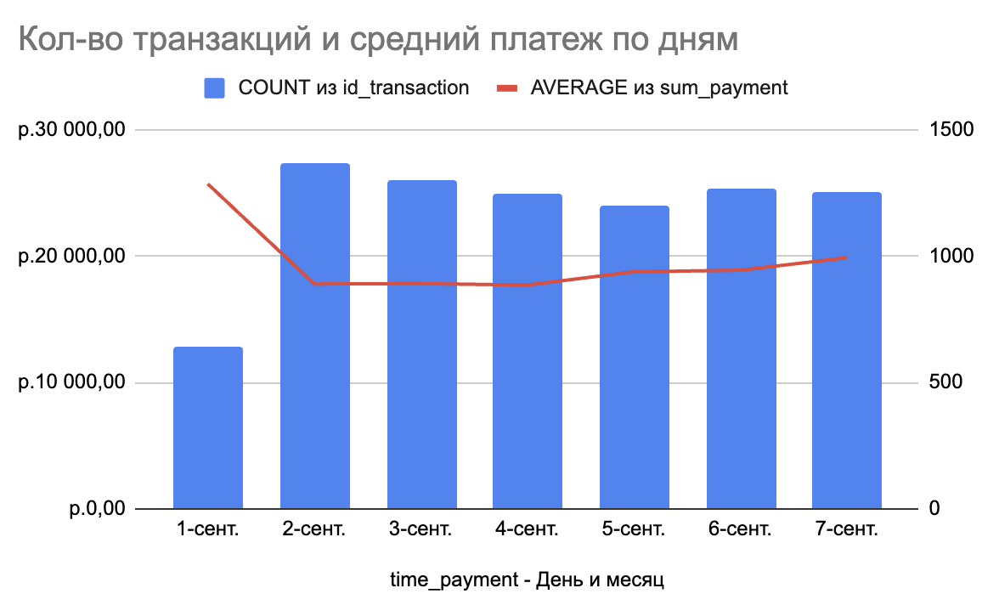 Кол-во транзакций и средний платеж по дням
COUNT из id_transaction
AVERAGE из sum_payment
р.30 000,00
1500
р.20 000,00
1000
р.10 000,00
500
р.0,00
0
1-сент.
2-сент.
3-сент.
4-сент.
5-сент.
6-сент.
7-сент.
time_payment - День и месяц